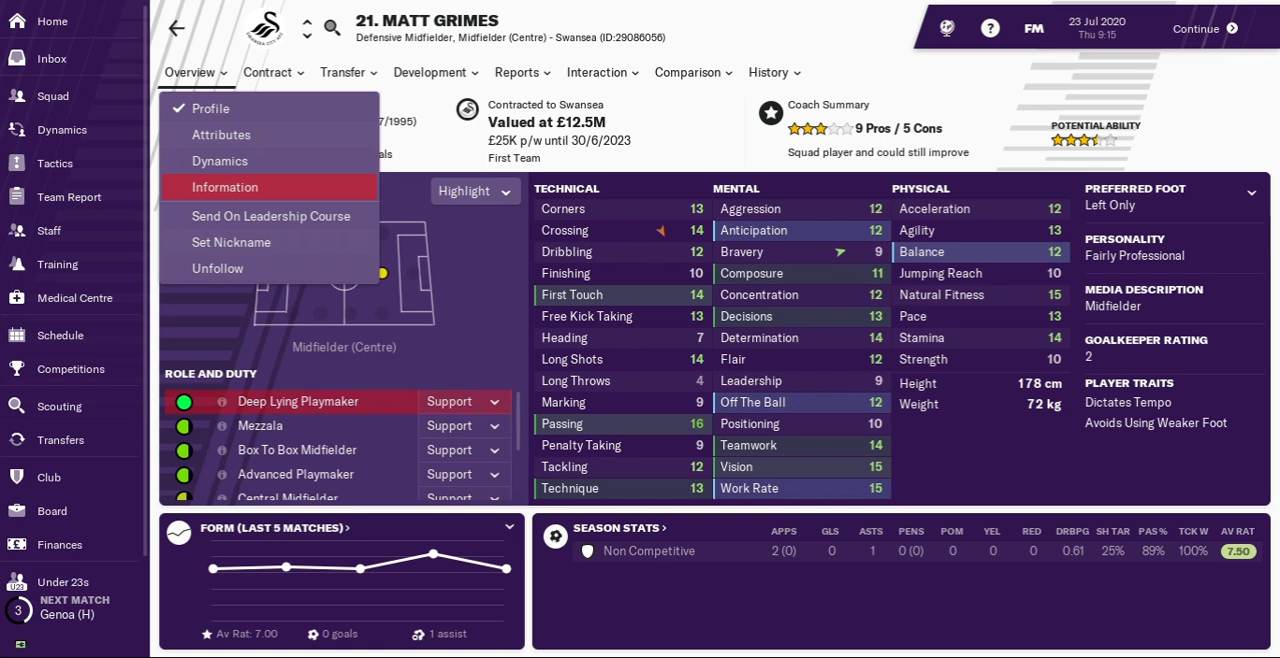 Home
Inbox
Squad
Dynamics
Tactics
Team Report
Staff
Training
Medical Centre
Schedule
Competitions
Scouting
Transfers
Club
Board
Finances
Under 23s
U23
NEXT MATCH
3
Genoa (H)
21. MATT GRIMES
Defensive Midfielder, Midfielder (Centre) - Swansea (ID:29086056)
FM
23 Jul 2020
Thu 9:15
Continue
Overview Contract Transfer Development Reports Interaction Comparison History
Profile
Attributes
Dynamics
Information
Send On Leadership Course
Set Nickname
Unfollow
7/1995)
als
Contracted to Swansea
Valued at £12.5M
£25K p/w until 30/6/2023
First Team
Coach Summary
9 Pros / 5 Cons
Squad player and could still improve
POTENTIAL ABILITY
Highlight
Midfielder (Centre)
ROLE AND DUTY
Deep Lying Playmaker Support
Mezzala Support
Box To Box Midfielder Support
Advanced Playmaker Support
Central Midfielder Support
TECHNICAL
Corners 13
Crossing 14
Dribbling 12
Finishing 10
First Touch 14
Free Kick Taking 13
Heading 7
Long Shots 14
Long Throws 4
Marking 9
Passing 16
Penalty Taking 9
Tackling 12
Technique 13
MENTAL
Aggression 12
Anticipation 12
Bravery 9
Composure 11
Concentration 12
Decisions 13
Determination 14
Flair 12
Leadership 9
Off The Ball 12
Positioning 10
Teamwork 14
Vision 15
Work Rate 15
PHYSICAL
Acceleration 12
Agility 13
Balance 12
Jumping Reach 10
Natural Fitness 15
Pace 13
Stamina 14
Strength 10
Height 178 cm
Weight 72 kg
PREFERRED FOOT
Left Only
PERSONALITY
Fairly Professional
MEDIA DESCRIPTION
Midfielder
GOALKEEPER RATING
2
PLAYER TRAITS
Dictates Tempo
Avoids Using Weaker Foot
FORM (LAST 5 MATCHES) >
Av Rat: 7.00 0 goals 1 assist
SEASON STATS > APPS GLS ASTS PENS POM YEL RED DRBPG SH TAR PAS % TCK W AV RAT
Non Competitive 2 (0) 0 1 0 (0) 0 0 0 0.61 25% 89% 100% 7.50